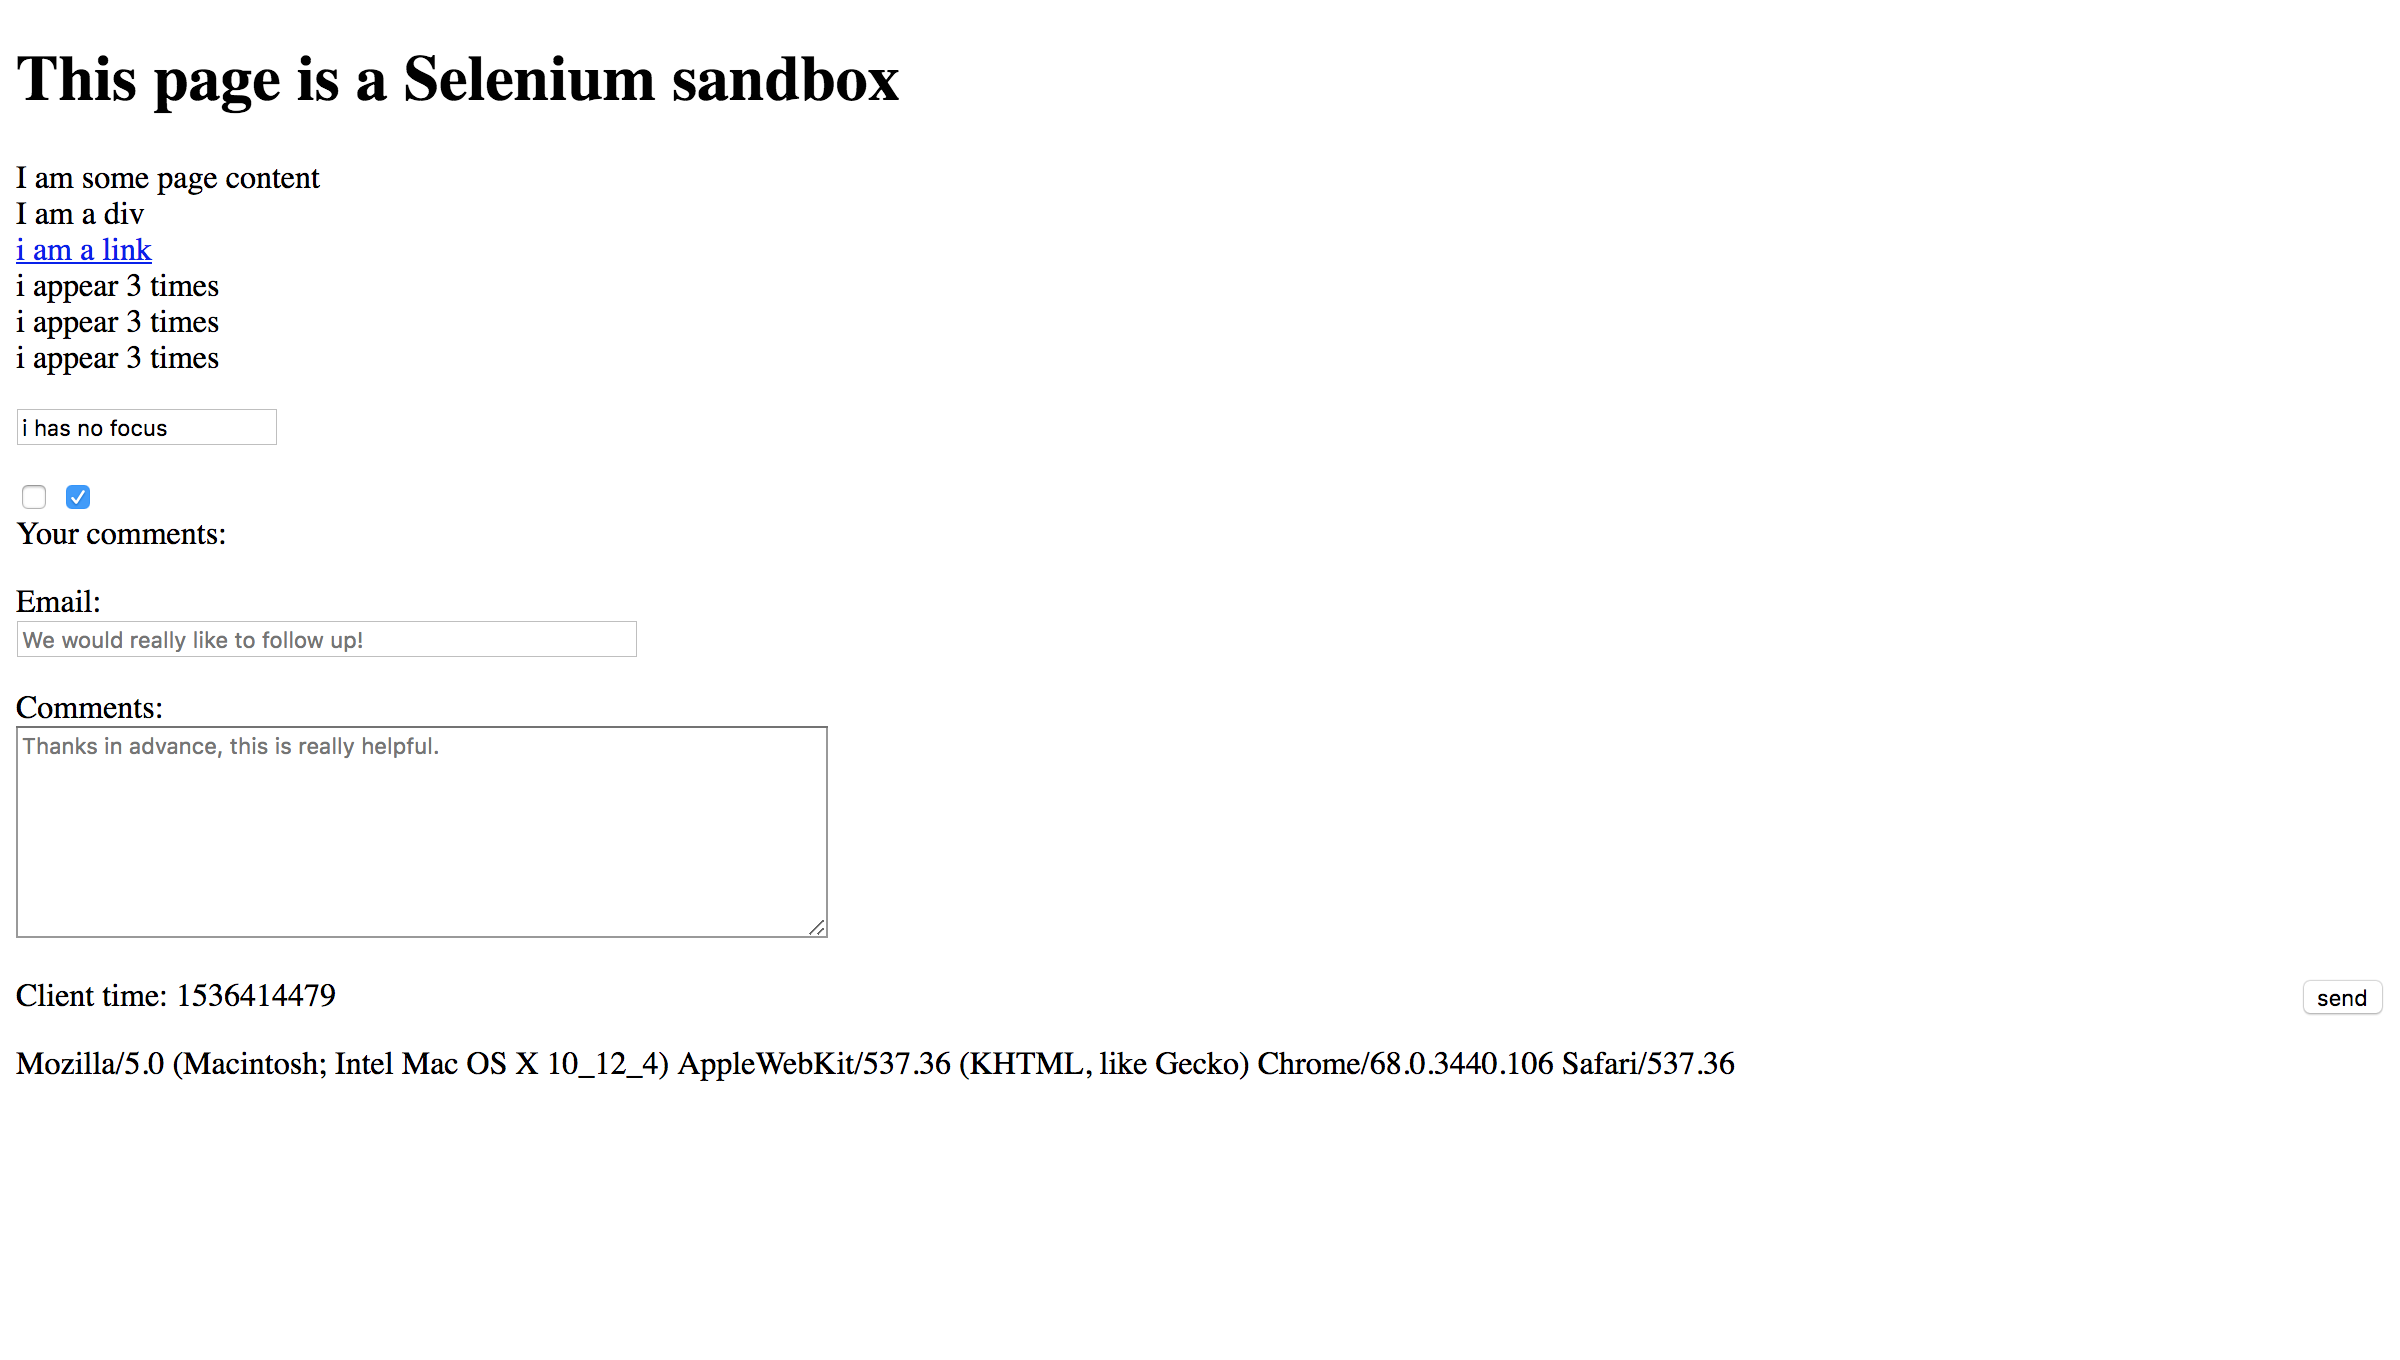 This page is a Selenium sandbox
I am some page content
I am a div
i am a link
i appear 3 times
i appear 3 times
i appear 3 times
i has no focus
Your comments:
Email:
We would really like to follow up!
Comments:
Thanks in advance, this is really helpful.
Client time: 1536414479
send
Mozilla/5.0 (Macintosh; Intel Mac OS X 10_12_4) AppleWebKit/537.36 (KHTML, like Gecko) Chrome/68.0.3440.106 Safari/537.36